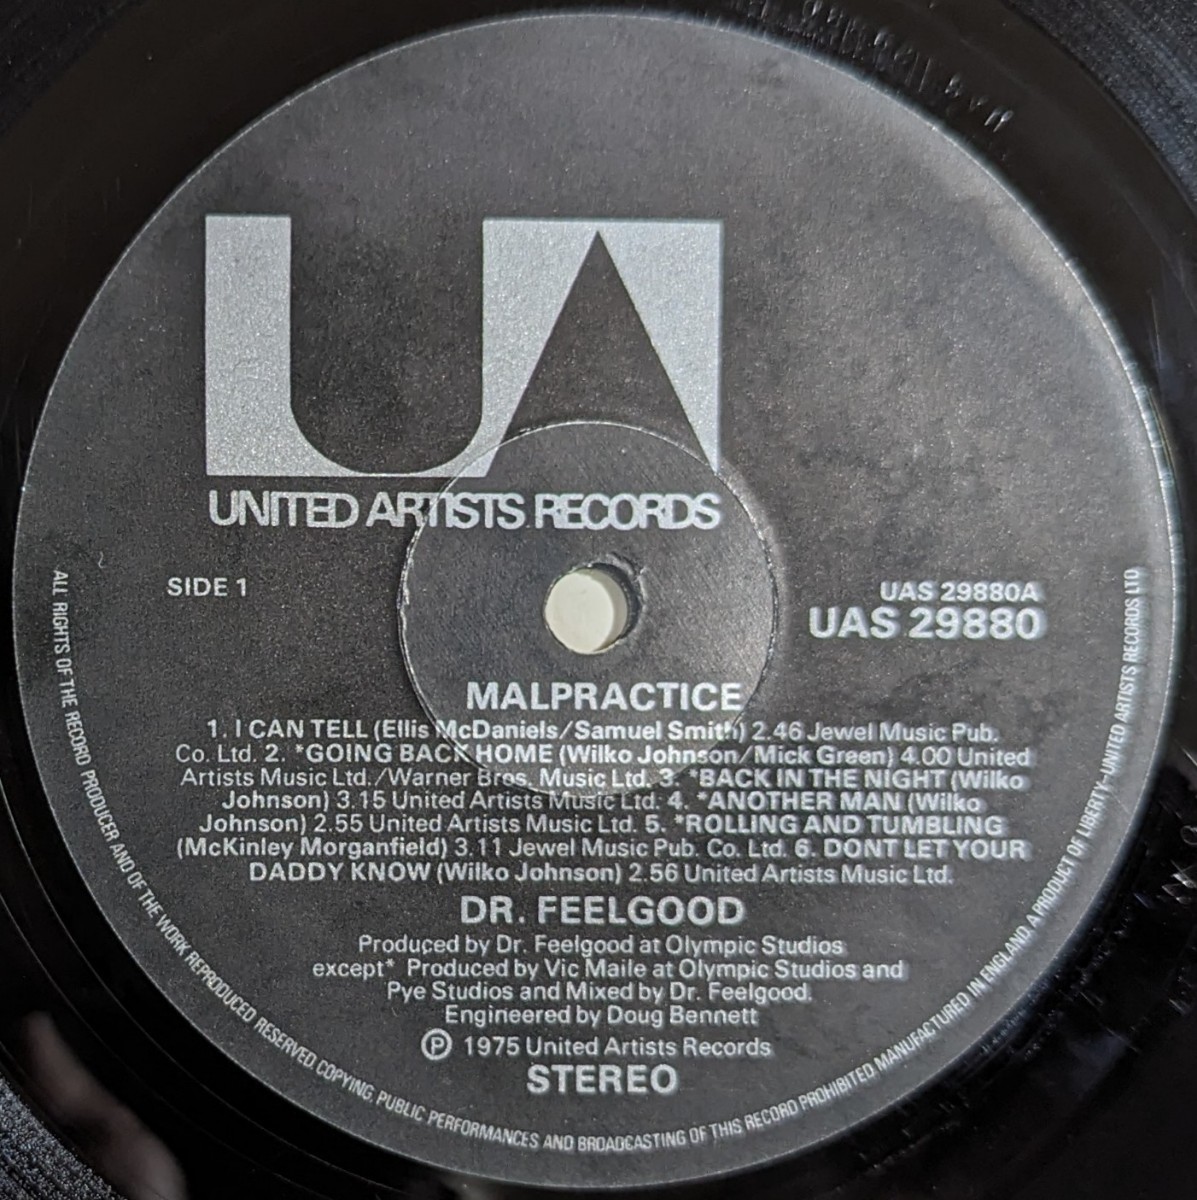 UA
UNITED ARTISTS RECORDS
SIDE 1
UAS 29880A
UAS 29880
MALPRACTICE
1. I CAN TELL (Ellis McDaniels/Samuel Smith) 2.46 Jewel Music Pub.
Co. Ltd. 2. *GOING BACK HOME (Wilko Johnson/Mick Green) 4.00 United
Artists Music Ltd./Warner Bros. Music Ltd. 3. *BACK IN THE NIGHT (Wilko
Johnson) 3.15 United Artists Music Ltd. 4. *ANOTHER MAN (Wilko
Johnson) 2.55 United Artists Music Ltd. 5. *ROLLING AND TUMBLING
(McKinley Morganfield) 3.11 Jewel Music Pub. Co. Ltd. 6. DONT LET YOUR
DADDY KNOW (Wilko Johnson) 2.56 United Artists Music Ltd.
DR. FEELGOOD
Produced by Dr. Feelgood at Olympic Studios
except* Produced by Vic Maile at Olympic Studios and
Pye Studios and Mixed by Dr. Feelgood.
Engineered by Doug Bennett
℗ 1975 United Artists Records
STEREO
ALL RIGHTS OF THE RECORD PRODUCER AND OF THE WORK REPRODUCED RESERVED. COPYING, PUBLIC PERFORMANCES AND BROADCASTING OF THIS RECORD PROHIBITED. MANUFACTURED IN ENGLAND. A PRODUCT OF LIBERTY-UNITED ARTISTS RECORDS LTD